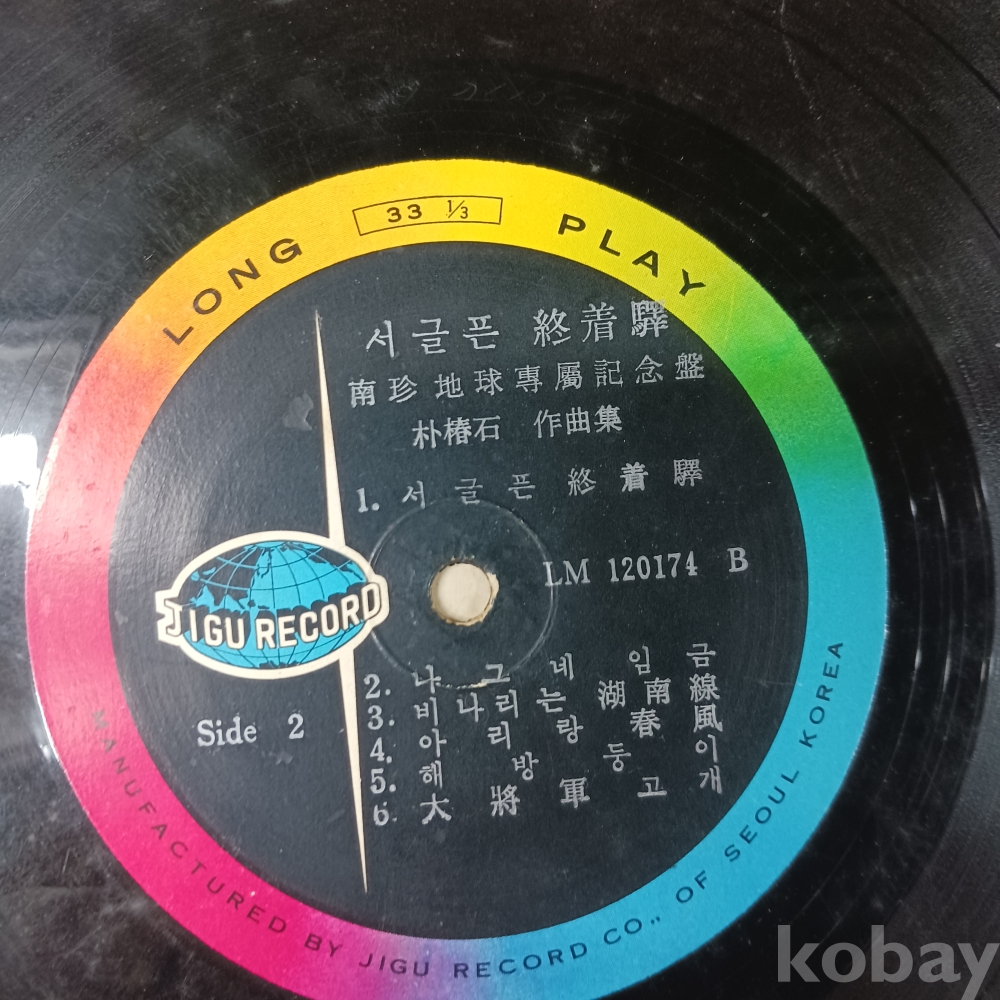 LONG 33 1/3 PLAY
서글픈 終着驛
南珍 地球專屬記念盤
朴椿石 作曲集
1. 서글픈 終着驛
LM 120174 B
JIGU RECORD
Side 2
2. 나그네 임금
3. 비나리는 湖南線
4. 아리랑 春風
5. 해방둥이
6. 大將軍고개
MANUFACTURED BY JIGU RECORD CO., OF SEOUL KOREA
kobay